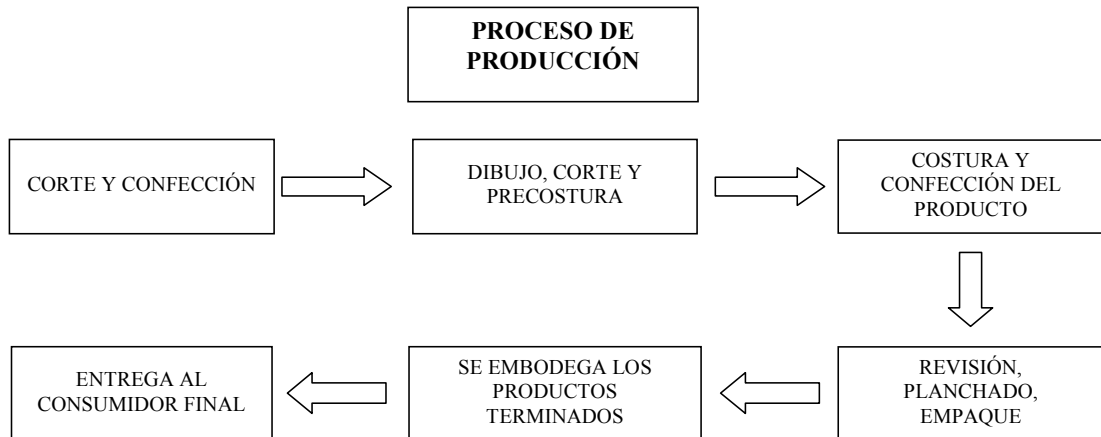 PROCESO DE
PRODUCCIÓN
CORTE Y CONFECCIÓN
DIBUJO, CORTE Y
PRECOSTURA
COSTURA Y
CONFECCIÓN DEL
PRODUCTO
REVISIÓN,
PLANCHADO,
EMPAQUE
SE EMBODEGA LOS
PRODUCTOS
TERMINADOS
ENTREGA AL
CONSUMIDOR FINAL